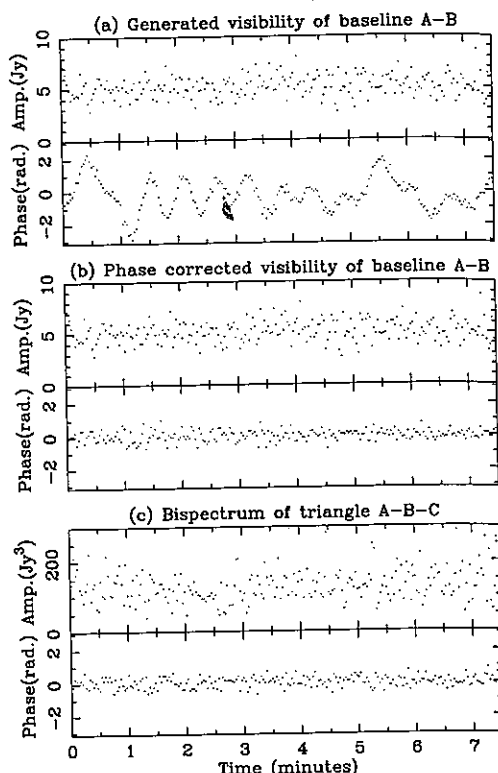 (a) Generated visibility of baseline A-B
Amp.(Jy)
10
5
0
Phase(rad.)
2
0
-2
(b) Phase corrected visibility of baseline A-B
Amp.(Jy)
10
5
0
Phase(rad.)
2
0
-2
(c) Bispectrum of triangle A-B-C
Amp.(Jy³)
200
0
Phase(rad.)
2
0
-2
0 1 2 3 4 5 6 7
Time (minutes)